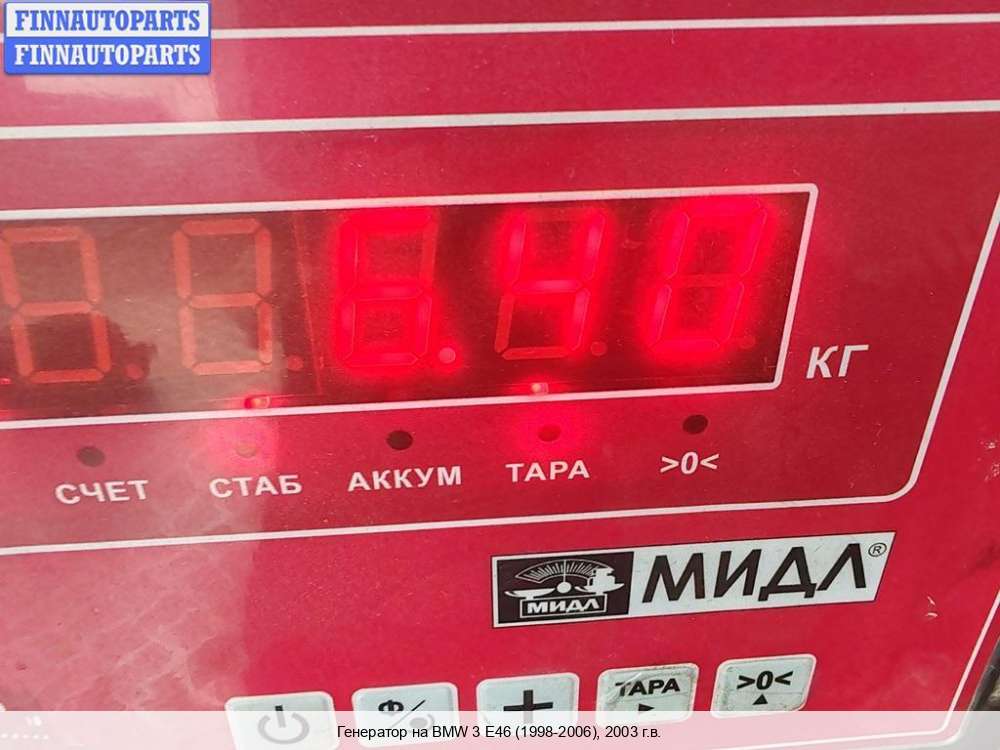 FINNAUTOPARTS
FINNAUTOPARTS
6.40
КГ
СЧЕТ СТАБ АККУМ ТАРА >0<
МИДЛ МИДЛ®
+ ТАРА >0<
Генератор на BMW 3 E46 (1998-2006), 2003 г.в.